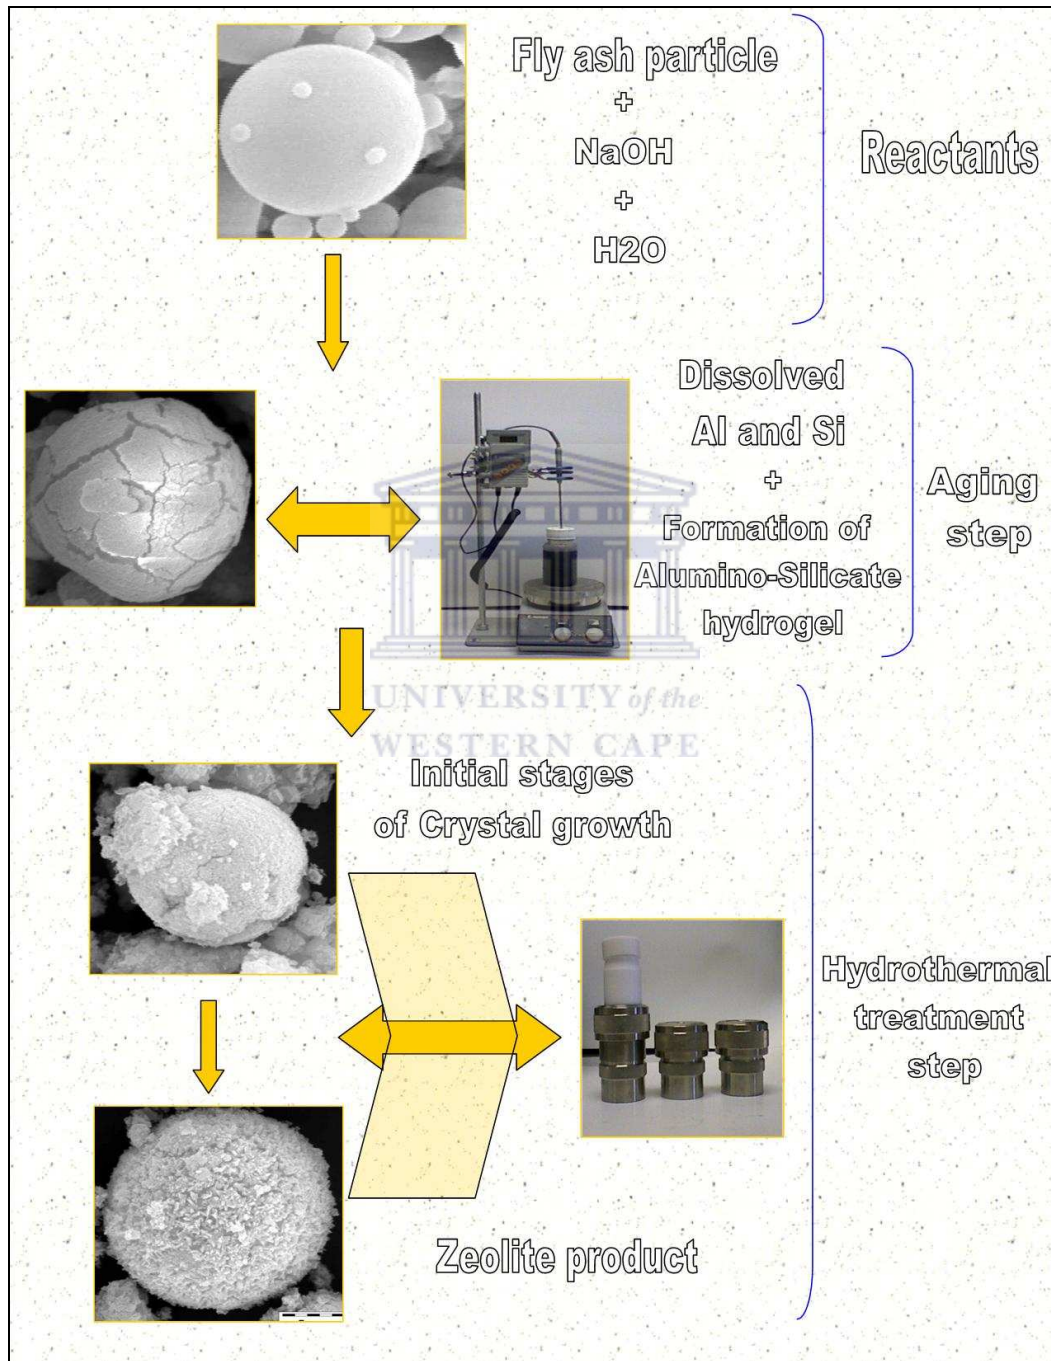 Fly ash particle
+
NaOH
+
H2O
Reactants
Dissolved
Al and Si
+
Formation of
Alumino-Silicate
hydrogel
Aging
step
UNIVERSITY of the
WESTERN CAPE
Initial stages
of Crystal growth
Hydrothermal
treatment
step
Zeolite product